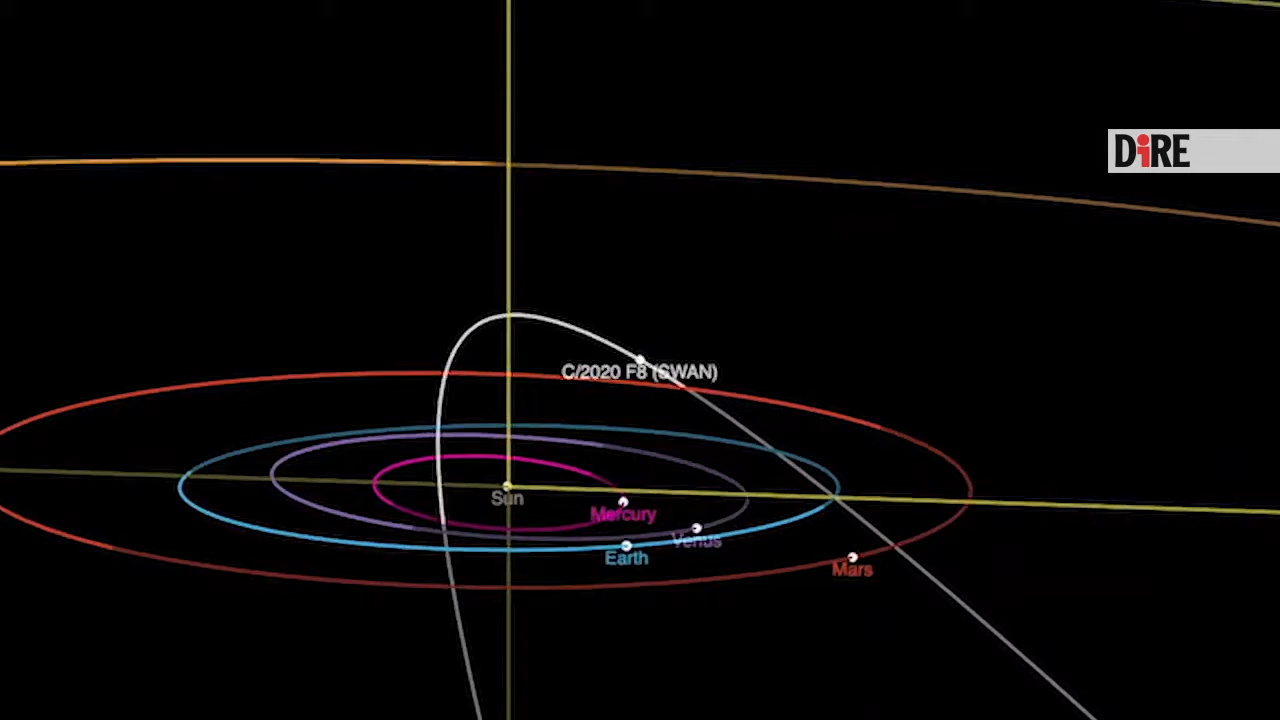 DiRE
C/2020 F8 (SWAN)
Sun
Mercury
Venus
Earth
Mars